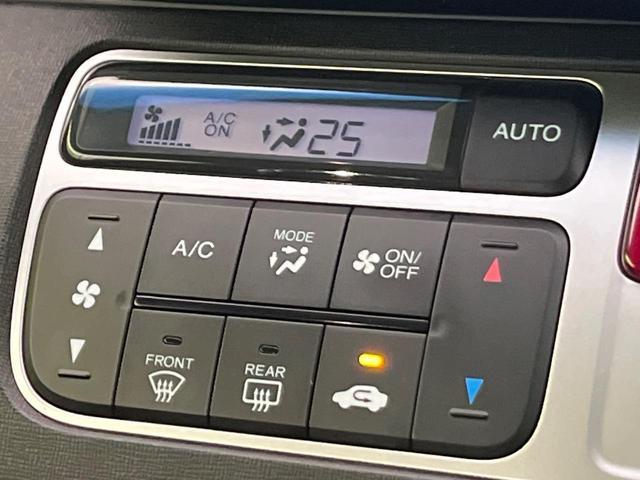 A/C
ON
25
AUTO
A/C
MODE
ON/
OFF
FRONT
REAR